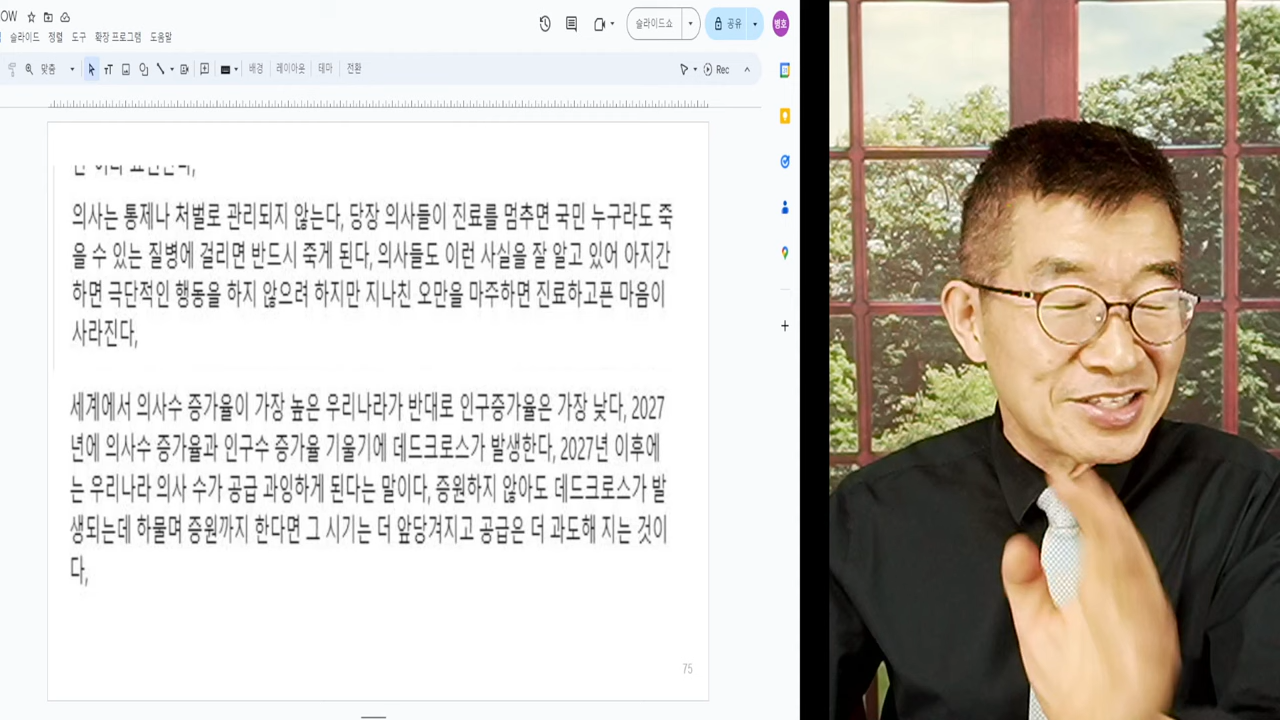 OW
슬라이드 정렬 도구 확장 프로그램 도움말
슬라이드쇼
공유
병호
맞춤
배경 레이아웃 테마 전환
Rec
의사는 통제나 처벌로 관리되지 않는다, 당장 의사들이 진료를 멈추면 국민 누구라도 죽
을 수 있는 질병에 걸리면 반드시 죽게 된다, 의사들도 이런 사실을 잘 알고 있어 아지간
하면 극단적인 행동을 하지 않으려 하지만 지나친 오만을 마주하면 진료하고픈 마음이
사라진다,
세계에서 의사수 증가율이 가장 높은 우리나라가 반대로 인구증가율은 가장 낮다, 2027
년에 의사수 증가율과 인구수 증가율 기울기에 데드크로스가 발생한다, 2027년 이후에
는 우리나라 의사 수가 공급 과잉하게 된다는 말이다, 증원하지 않아도 데드크로스가 발
생되는데 하물며 증원까지 한다면 그 시기는 더 앞당겨지고 공급은 더 과도해 지는 것이
다,
75